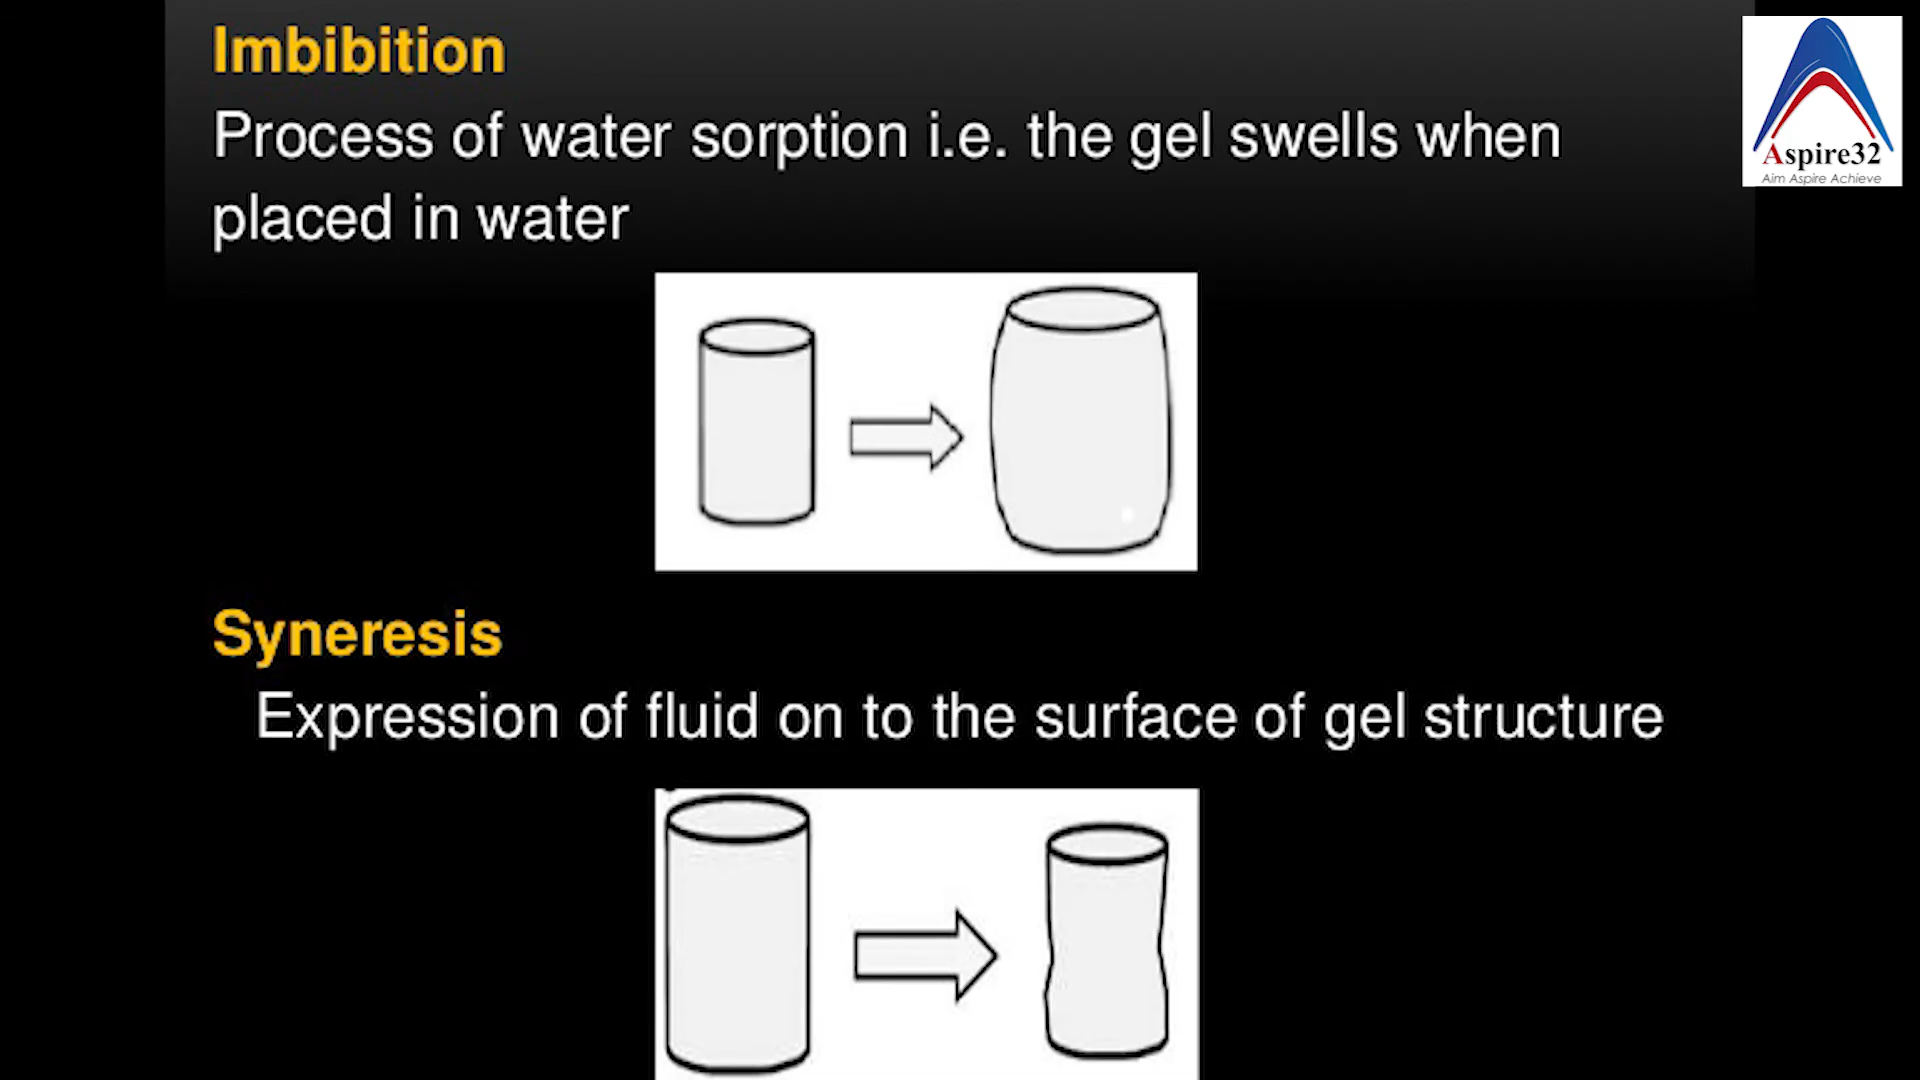 Imbibition
Process of water sorption i.e. the gel swells when
placed in water
Aspire32
Aim Aspire Achieve
Syneresis
Expression of fluid on to the surface of gel structure